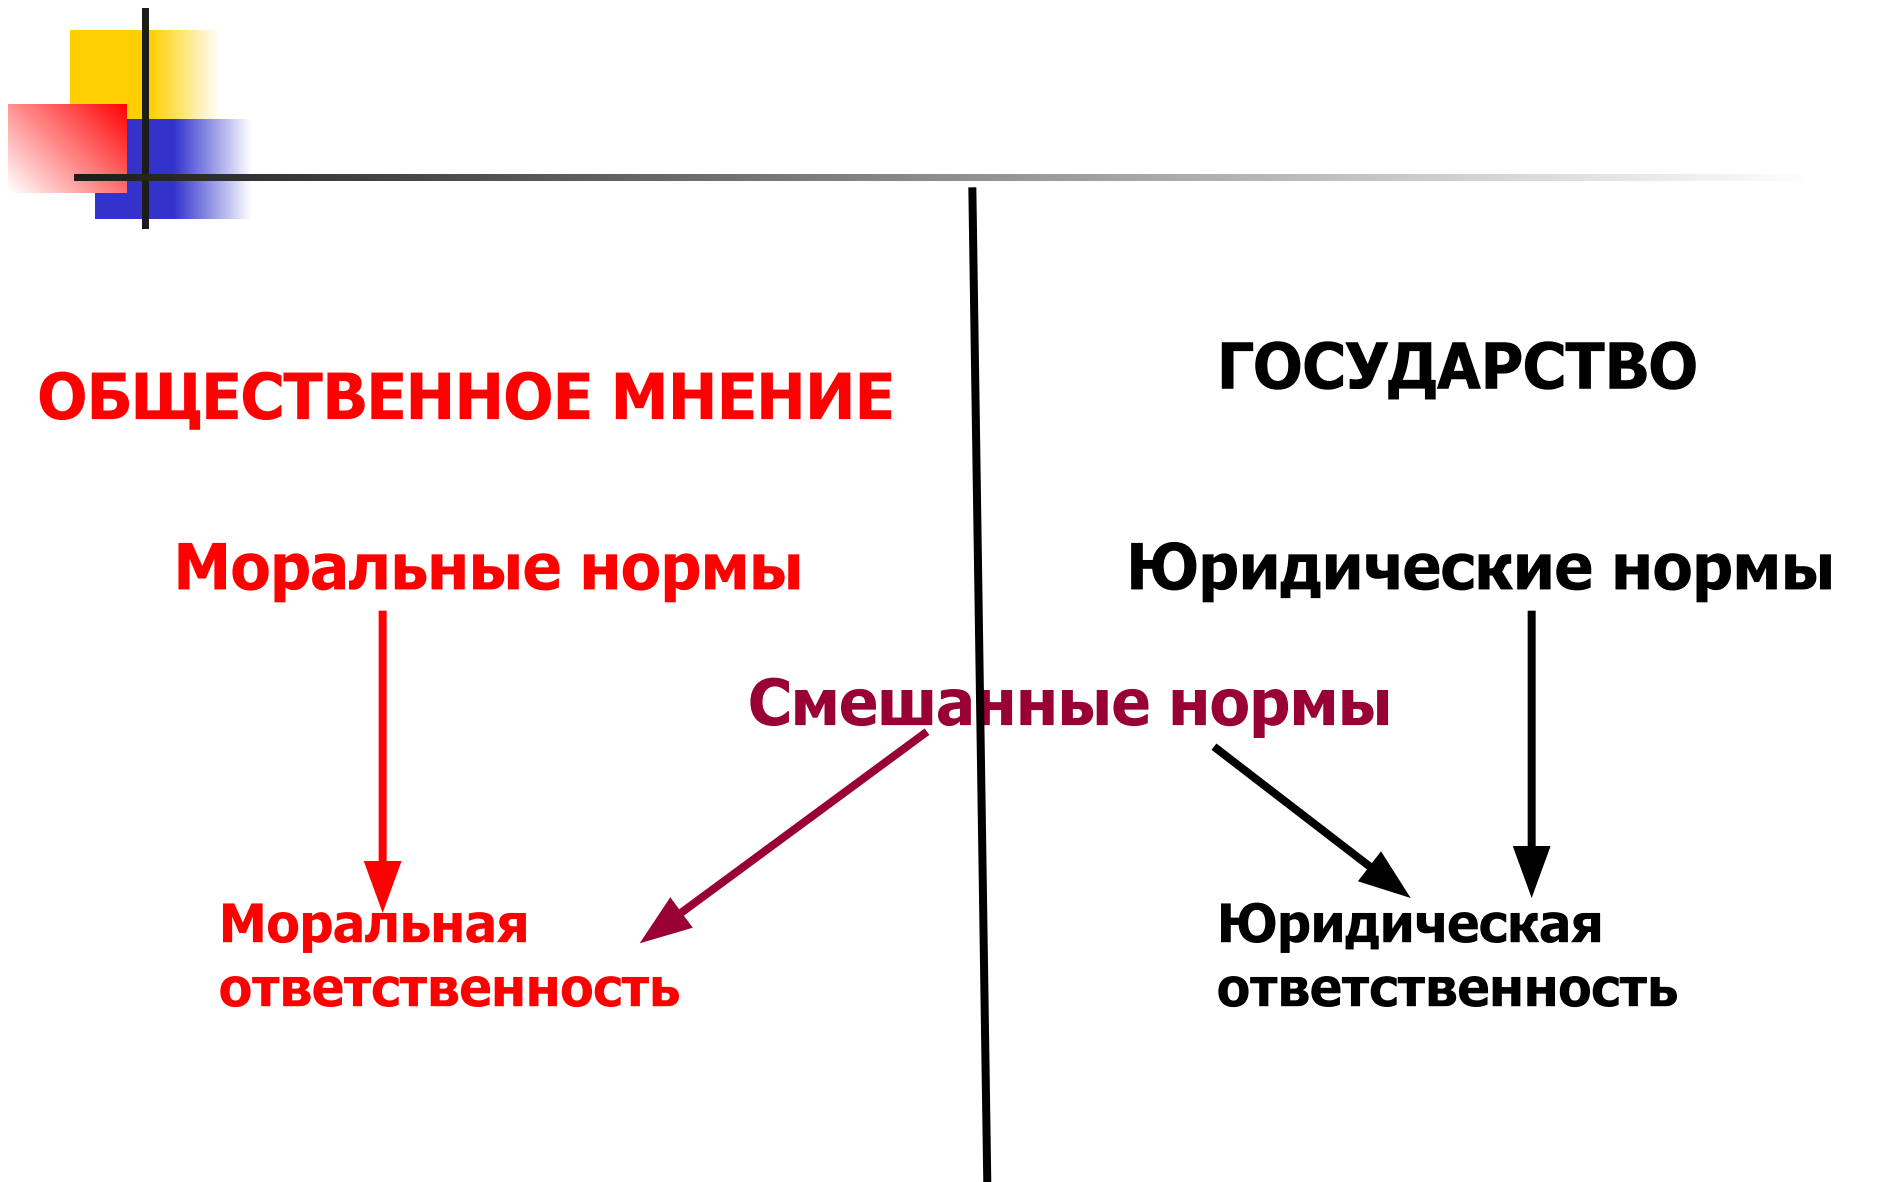 ОБЩЕСТВЕННОЕ МНЕНИЕ
ГОСУДАРСТВО
Моральные нормы
Юридические нормы
Смешанные нормы
Моральная
ответственность
Юридическая
ответственность